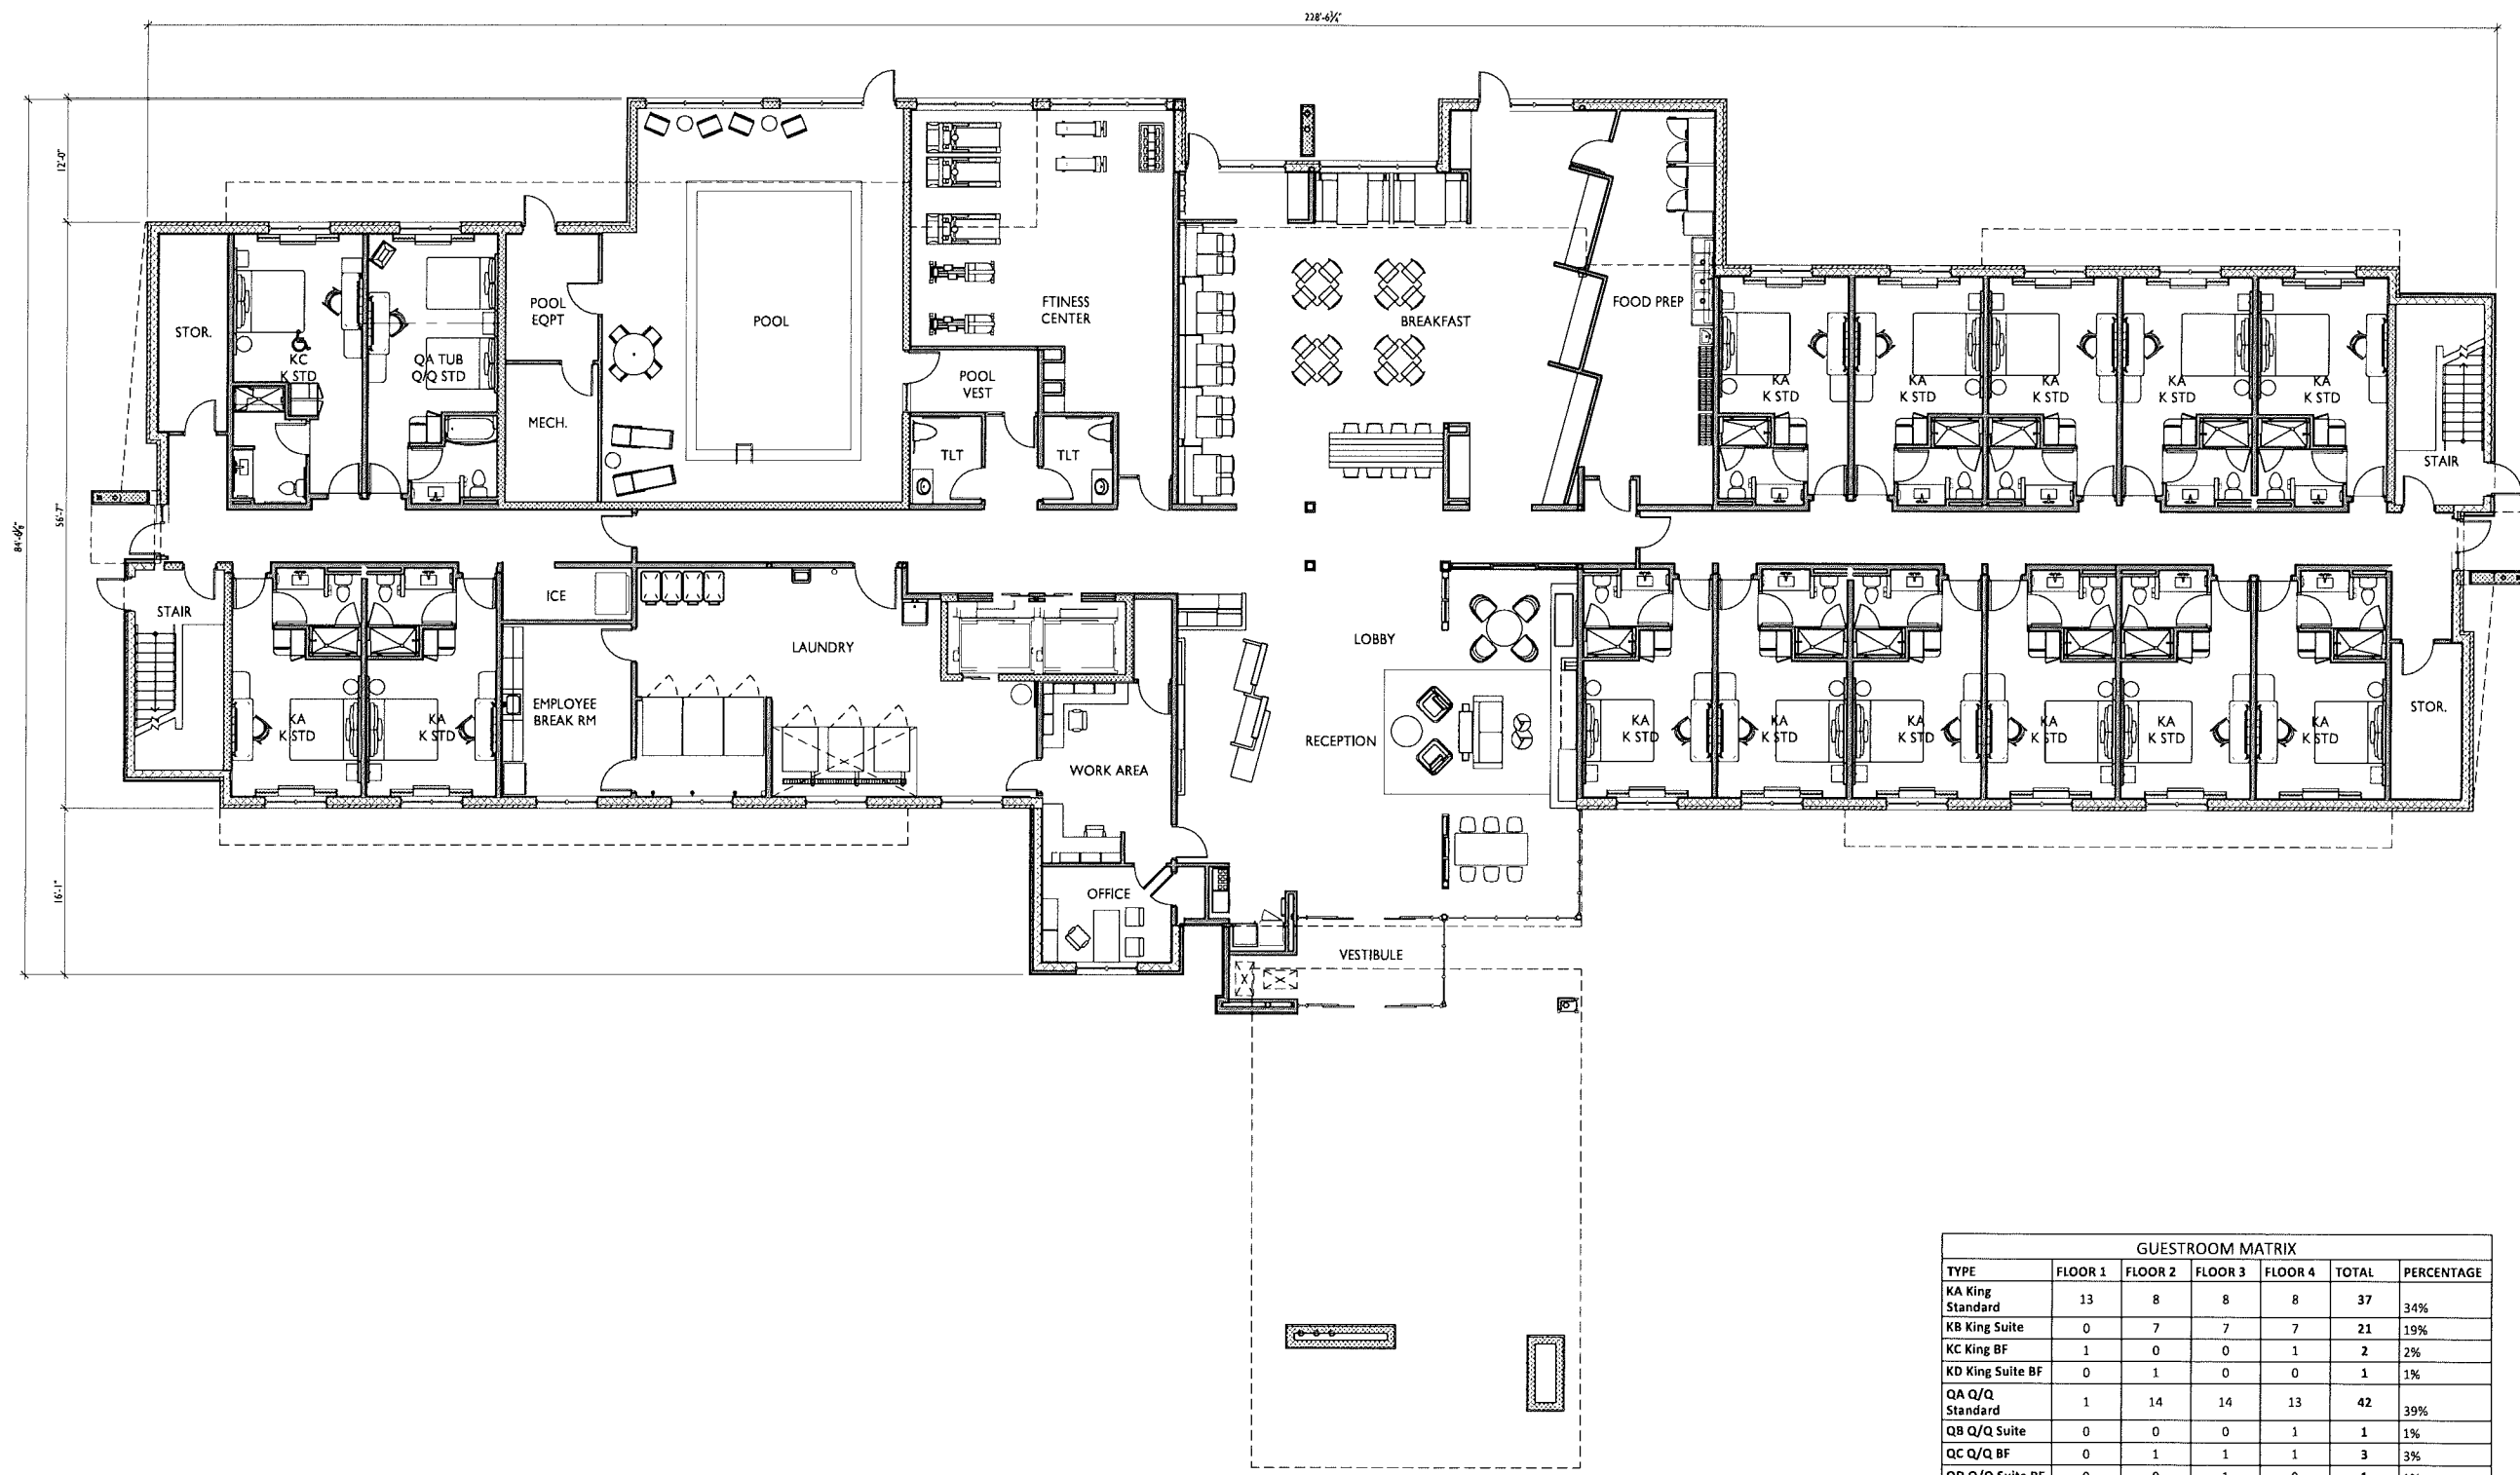 228'-6¾"
12'-0"
56'-7"
16'-1"
STOR.
KC
K STD
QA TUB
Q/Q STD
POOL
EQPT
MECH.
POOL
FTINESS
CENTER
POOL
VEST
TLT
TLT
BREAKFAST
FOOD PREP
KA
K STD
KA
K STD
KA
K STD
KA
K STD
KA
K STD
STAIR
STAIR
KA
K STD
KA
K STD
ICE
EMPLOYEE
BREAK RM
LAUNDRY
WORK AREA
OFFICE
LOBBY
RECEPTION
VESTIBULE
KA
K STD
KA
K STD
KA
K STD
KA
K STD
KA
K STD
KA
K STD
STOR.
GUESTROOM MATRIX
TYPE FLOOR 1 FLOOR 2 FLOOR 3 FLOOR 4 TOTAL PERCENTAGE
KA King
Standard 13 8 8 8 37 34%
KB King Suite 0 7 7 7 21 19%
KC King BF 1 0 0 1 2 2%
KD King Suite BF 0 1 0 0 1 1%
QA Q/Q
Standard 1 14 14 13 42 39%
QB Q/Q Suite 0 0 0 1 1 1%
QC Q/Q BF 0 1 1 1 3 3%